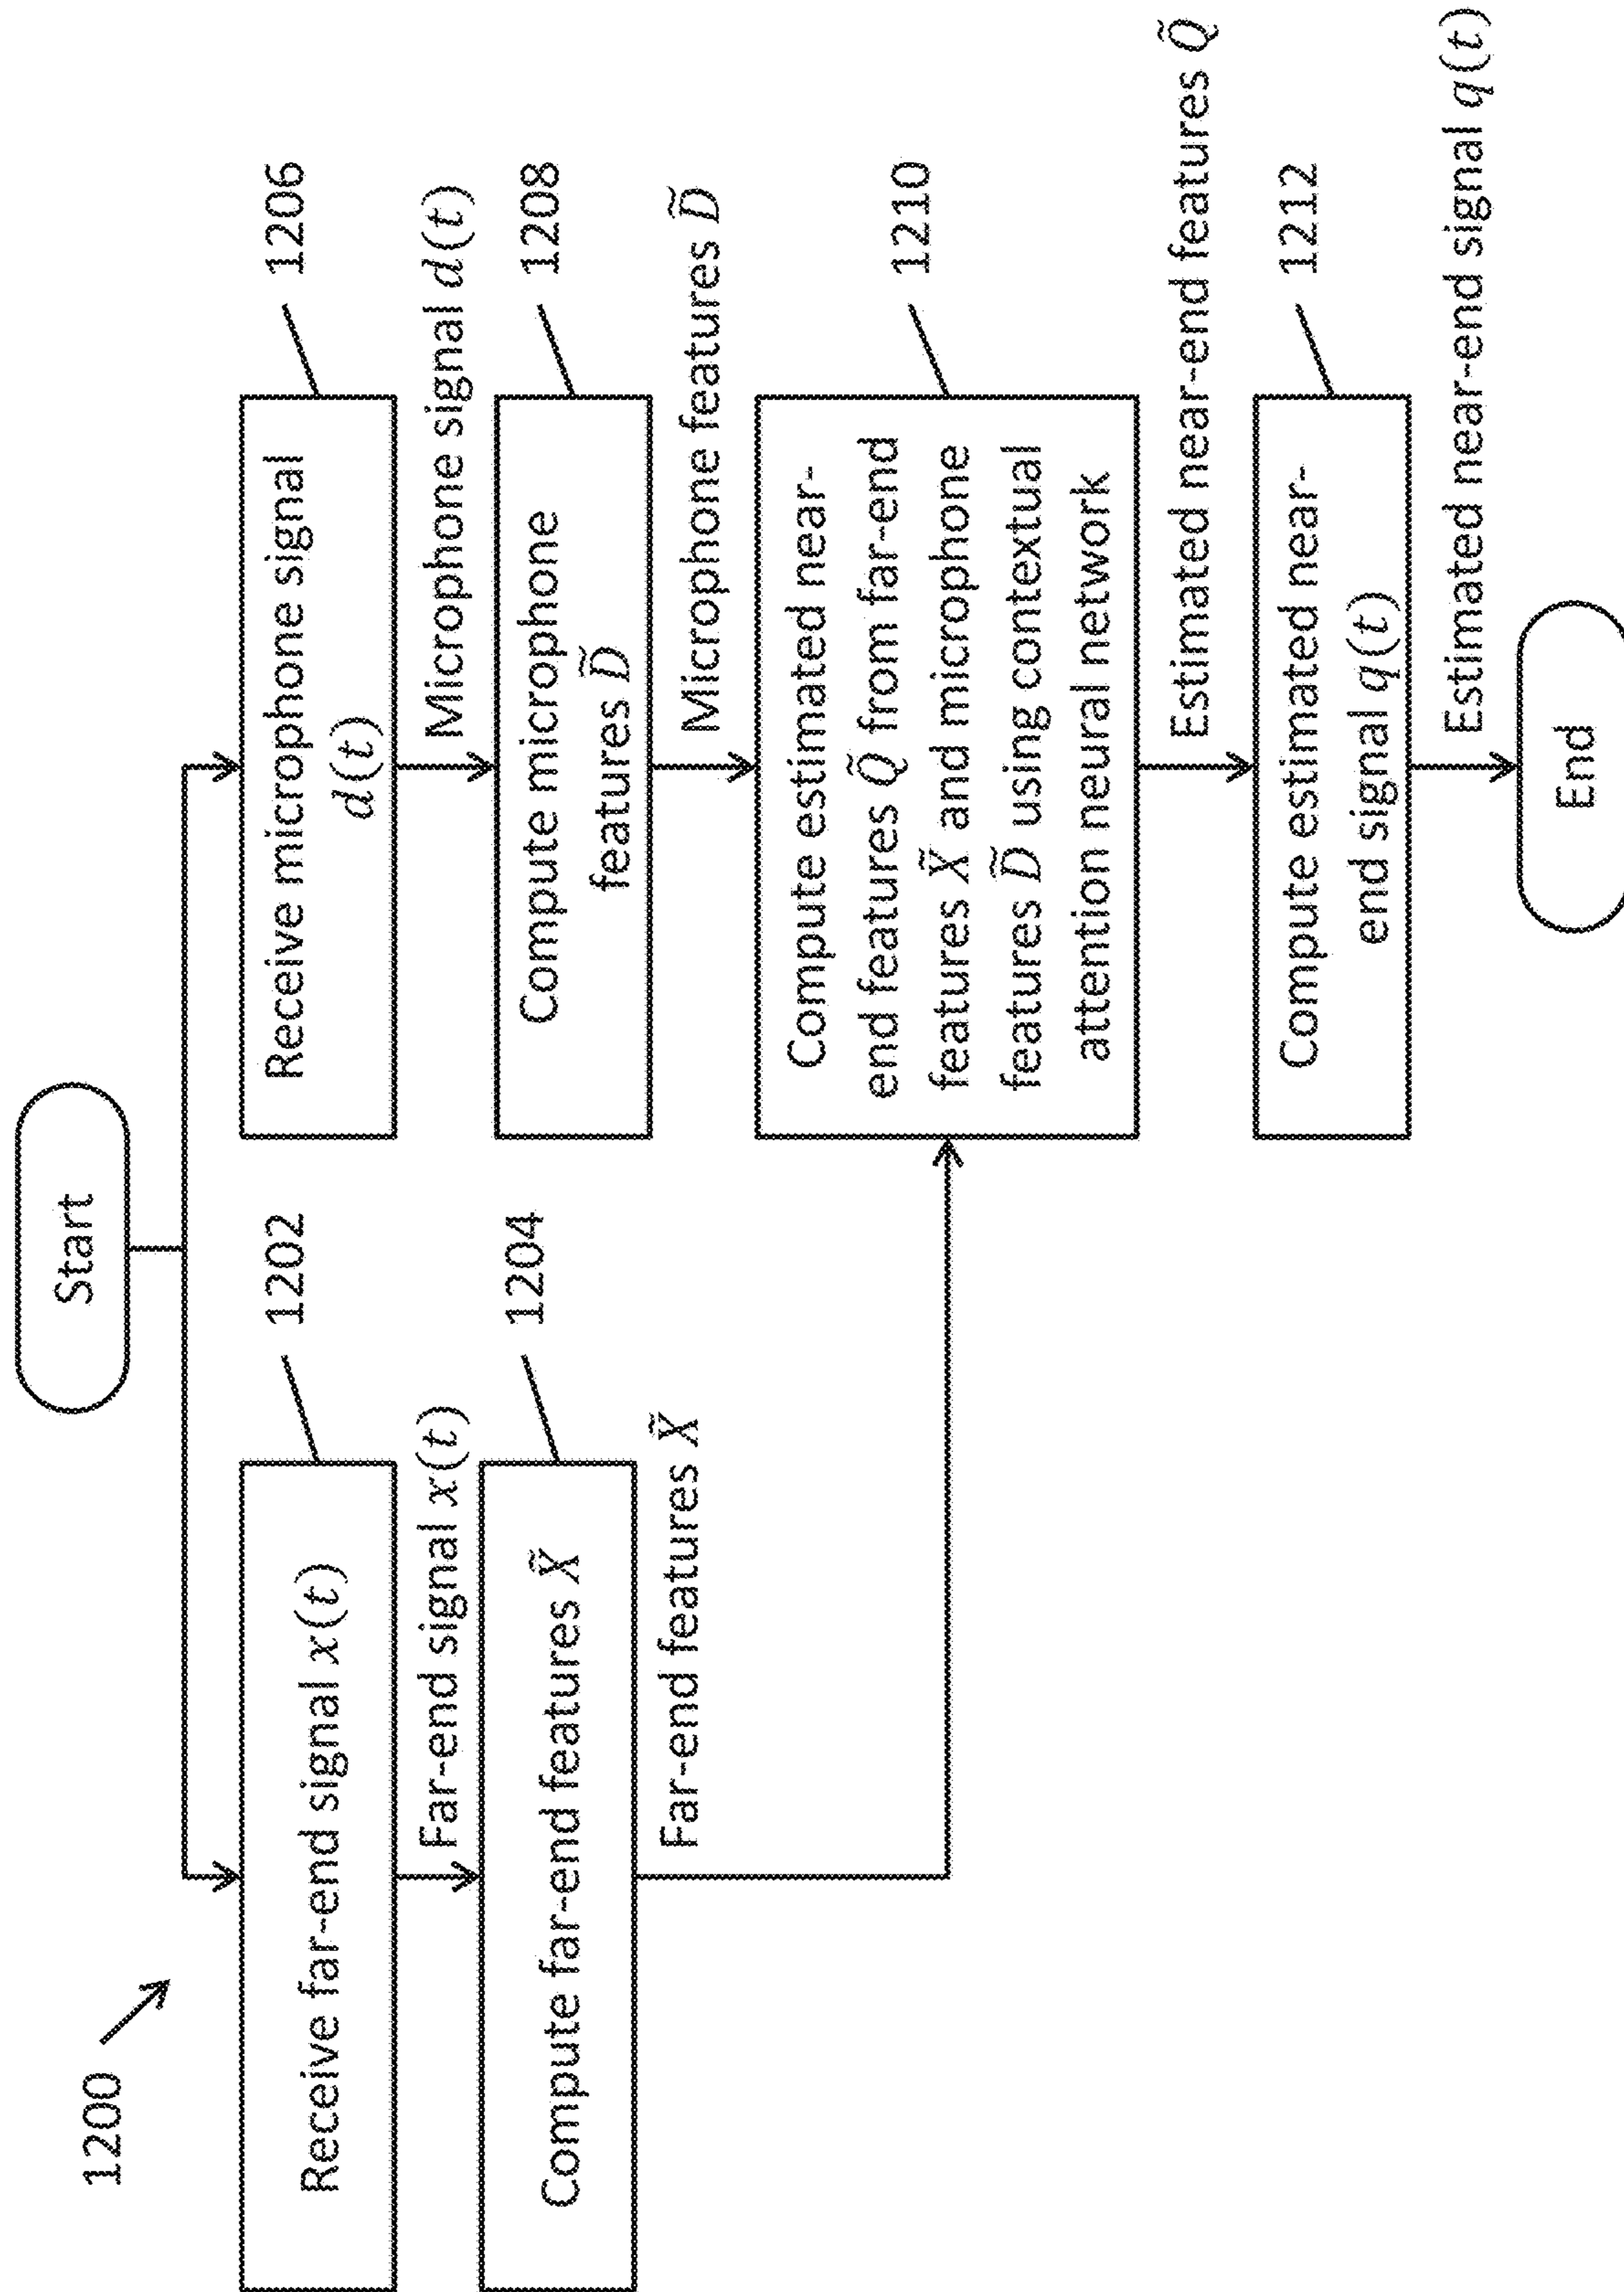 1200
Start
Receive far-end signal x(t)
1202
Far-end signal x(t)
Compute far-end features X̃
1204
Far-end features X̃
Receive microphone signal
d(t)
1206
Microphone signal d(t)
Compute microphone
features D̃
1208
Microphone features D̃
Compute estimated near-
end features Q̃ from far-end
features X̃ and microphone
features D̃ using contextual
attention neural network
1210
Estimated near-end features Q̃
Compute estimated near-
end signal q(t)
1212
Estimated near-end signal q(t)
End